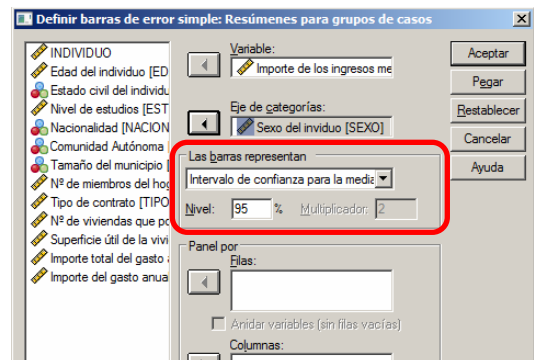 Definir barras de error simple: Resúmenes para grupos de casos
INDIVIDUO
Edad del individuo [ED
Estado civil del individu
Nivel de estudios [EST
Nacionalidad [NACION
Comunidad Autónoma
Tamaño del municipio [
Nº de miembros del hog
Tipo de contrato [TIPO
Nº de viviendas que po
Superficie útil de la vivi
Importe total del gasto a
Importe del gasto anua
Variable:
Importe de los ingresos me
Eje de categorías:
Sexo del inviduo [SEXO]
Las barras representan
Intervalo de confianza para la media
Nivel: 95 % Multiplicador: 2
Panel por
Filas:
Anidar variables (sin filas vacías)
Columnas:
Aceptar
Pegar
Restablecer
Cancelar
Ayuda